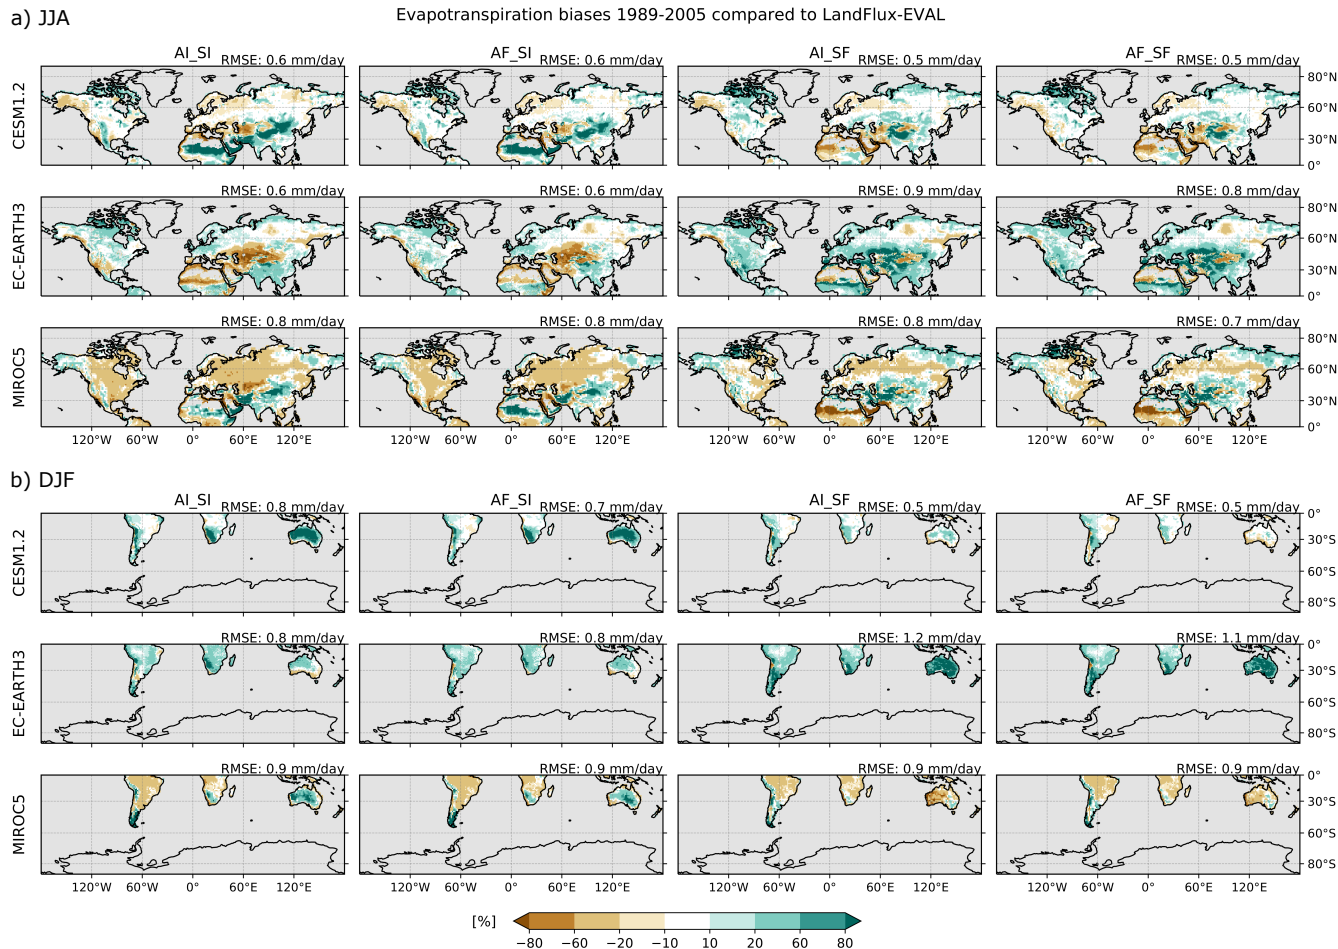 a) JJA
Evapotranspiration biases 1989-2005 compared to LandFlux-EVAL
AI_SI AF_SI AI_SF AF_SF
RMSE: 0.6 mm/day RMSE: 0.6 mm/day RMSE: 0.5 mm/day RMSE: 0.5 mm/day
CESM1.2
80°N
60°N
30°N
0°
RMSE: 0.6 mm/day RMSE: 0.6 mm/day RMSE: 0.9 mm/day RMSE: 0.8 mm/day
EC-EARTH3
80°N
60°N
30°N
0°
RMSE: 0.8 mm/day RMSE: 0.8 mm/day RMSE: 0.8 mm/day RMSE: 0.7 mm/day
MIROC5
80°N
60°N
30°N
0°
120°W 60°W 0° 60°E 120°E 120°W 60°W 0° 60°E 120°E 120°W 60°W 0° 60°E 120°E 120°W 60°W 0° 60°E 120°E
b) DJF
AI_SI AF_SI AI_SF AF_SF
RMSE: 0.8 mm/day RMSE: 0.7 mm/day RMSE: 0.5 mm/day RMSE: 0.5 mm/day
CESM1.2
0°
30°S
60°S
80°S
RMSE: 0.8 mm/day RMSE: 0.8 mm/day RMSE: 1.2 mm/day RMSE: 1.1 mm/day
EC-EARTH3
0°
30°S
60°S
80°S
RMSE: 0.9 mm/day RMSE: 0.9 mm/day RMSE: 0.9 mm/day RMSE: 0.9 mm/day
MIROC5
0°
30°S
60°S
80°S
120°W 60°W 0° 60°E 120°E 120°W 60°W 0° 60°E 120°E 120°W 60°W 0° 60°E 120°E 120°W 60°W 0° 60°E 120°E
[%]
−80 −60 −20 −10 10 20 60 80